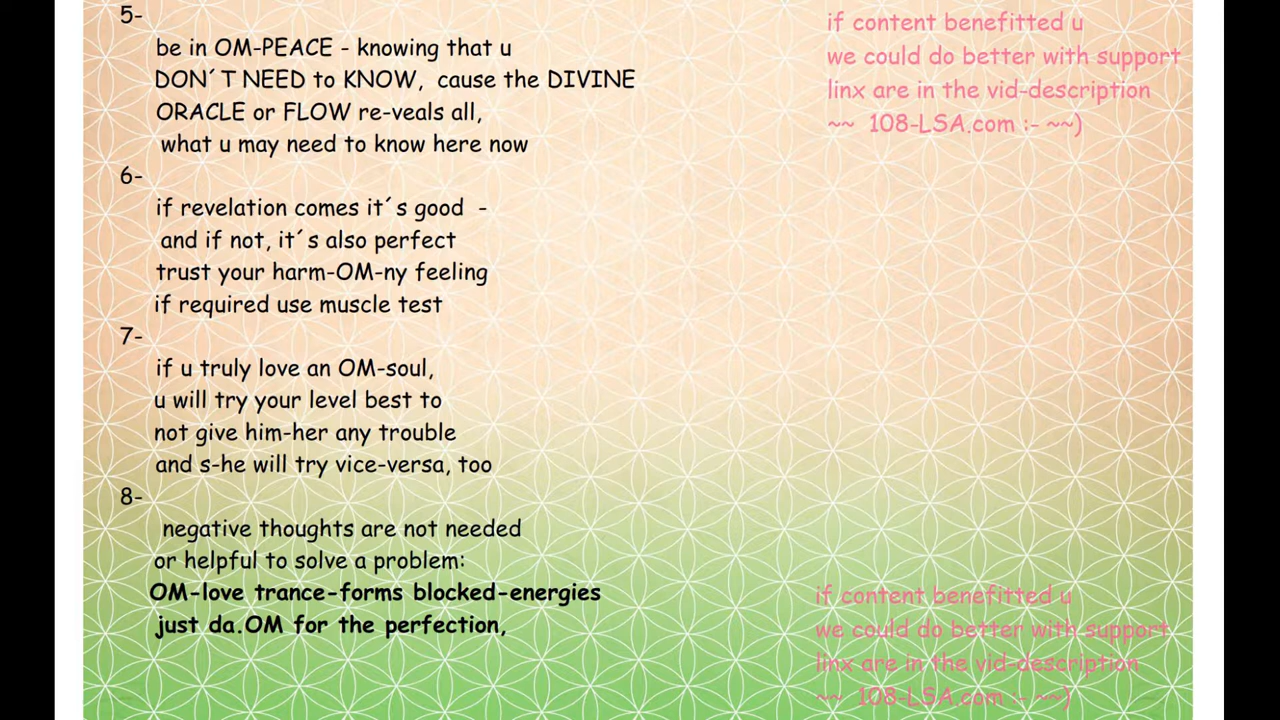 5-
be in OM-PEACE - knowing that u
DON´T NEED to KNOW, cause the DIVINE
ORACLE or FLOW re-veals all,
what u may need to know here now
6-
if revelation comes it´s good -
and if not, it´s also perfect
trust your harm-OM-ny feeling
if required use muscle test
7-
if u truly love an OM-soul,
u will try your level best to
not give him-her any trouble
and s-he will try vice-versa, too
8-
negative thoughts are not needed
or helpful to solve a problem:
OM-love trance-forms blocked-energies
just da.OM for the perfection,
if content benefitted u
we could do better with support
linx are in the vid-description
~~ 108-LSA.com :- ~~)
if content benefitted u
we could do better with support
linx are in the vid-description
~~ 108-LSA.com :- ~~)